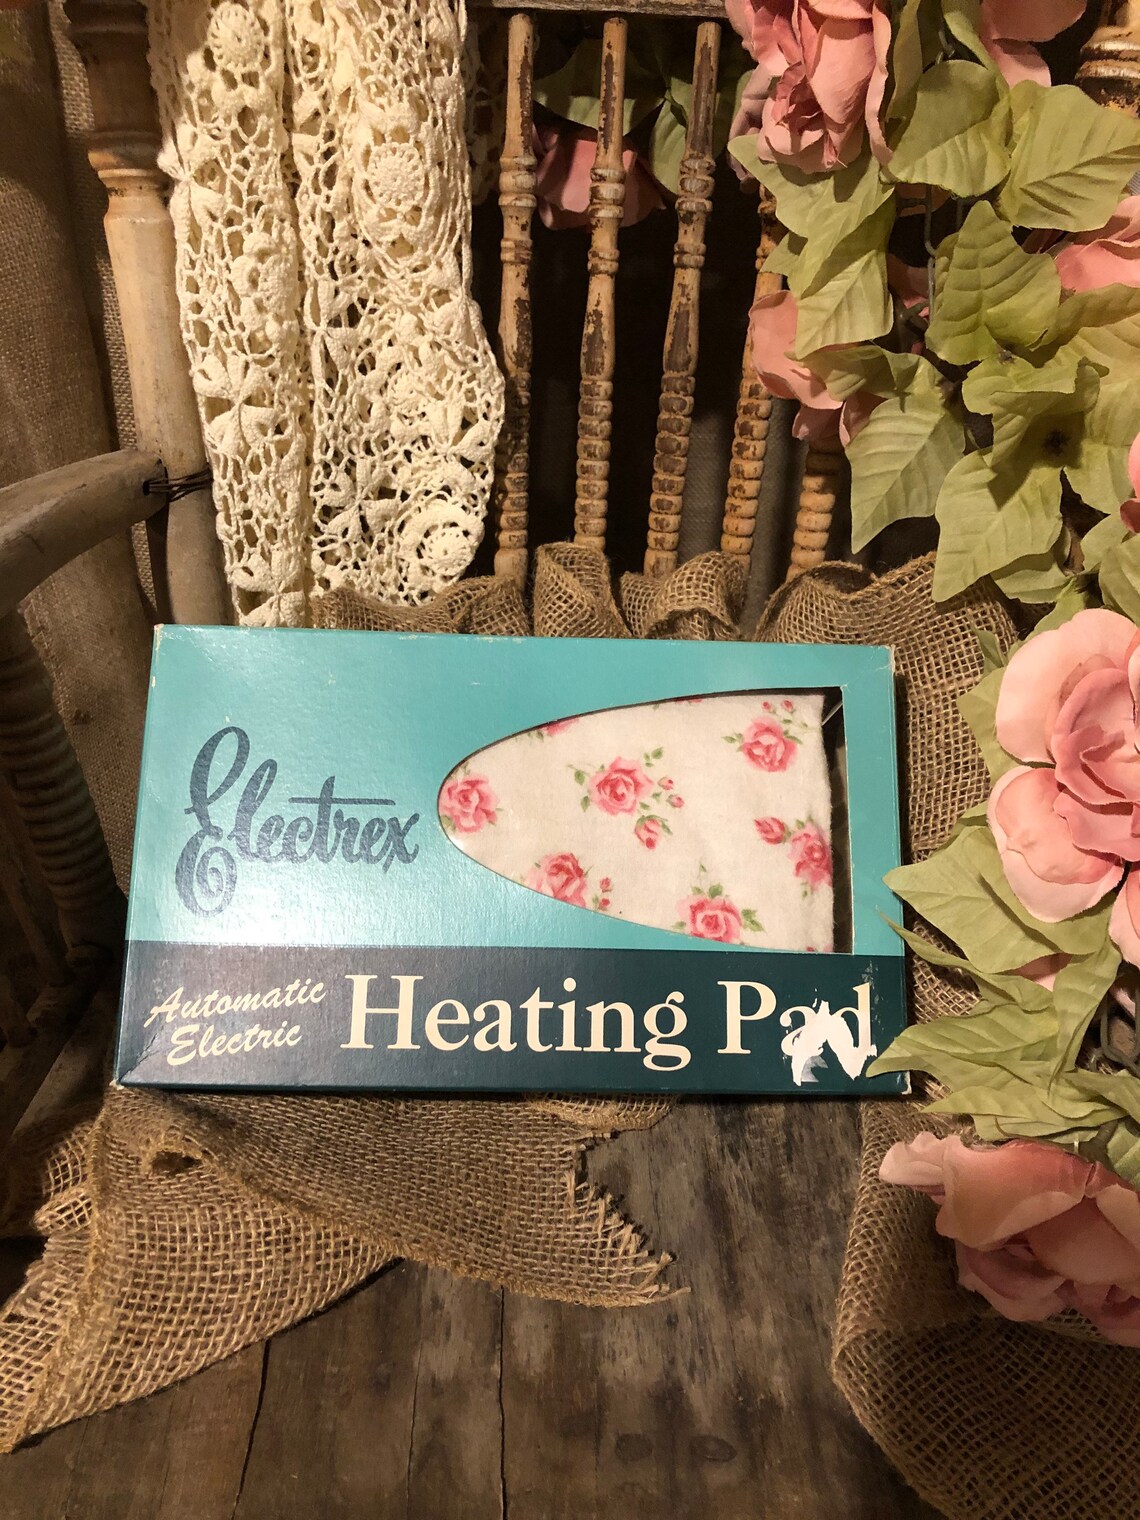 Electrex
Automatic
Electric
Heating Pad